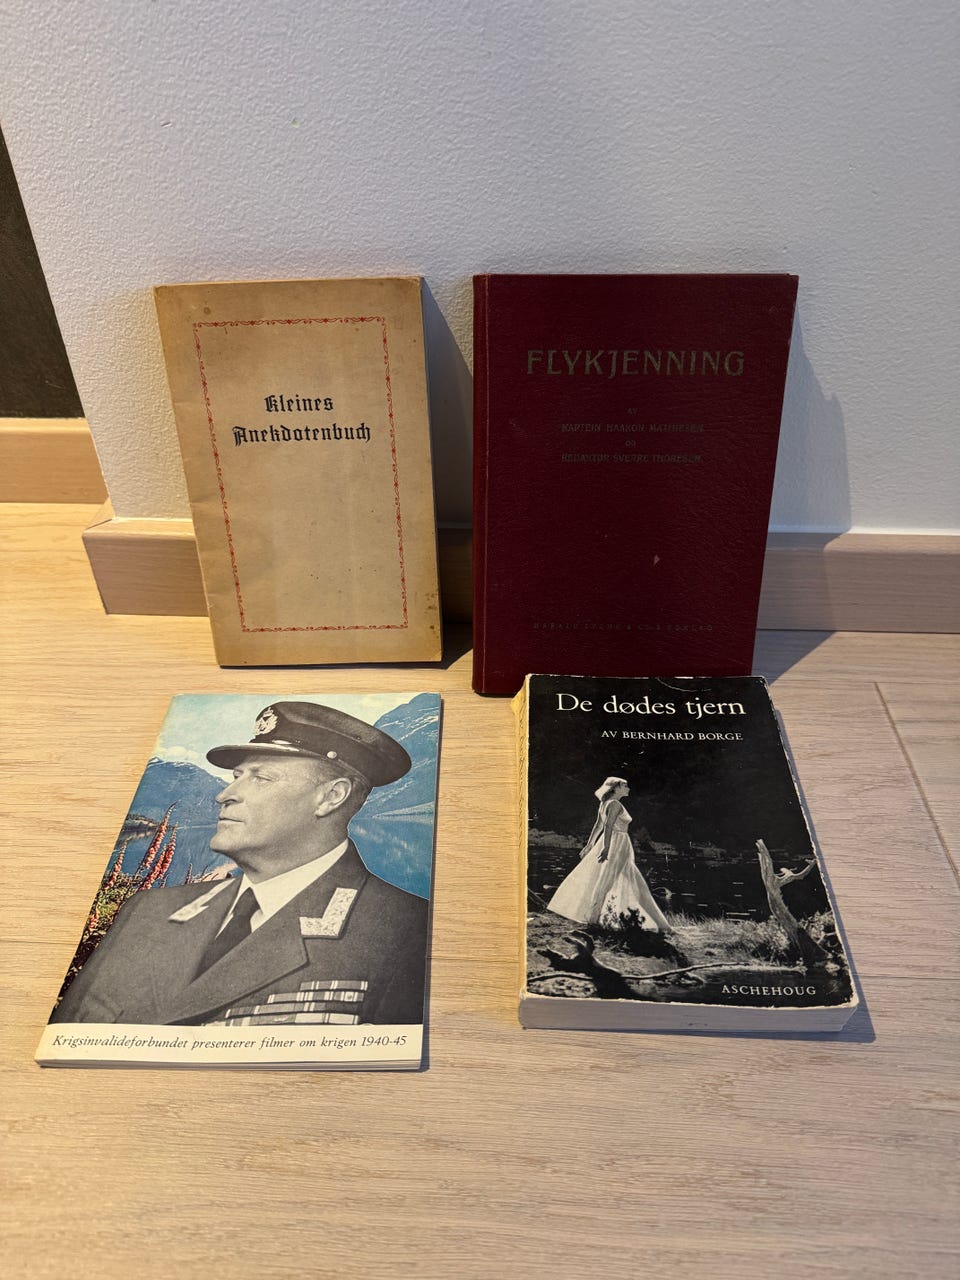 Kleines
Anekdotenbuch
FLYKJENNING
AV
KAPTEIN HAAKON MATHIESEN
OG
REDAKTØR SVERRE THORESEN
De dødes tjern
AV BERNHARD BORGE
ASCHEHOUG
Krigsinvalideforbundet presenterer filmer om krigen 1940-45